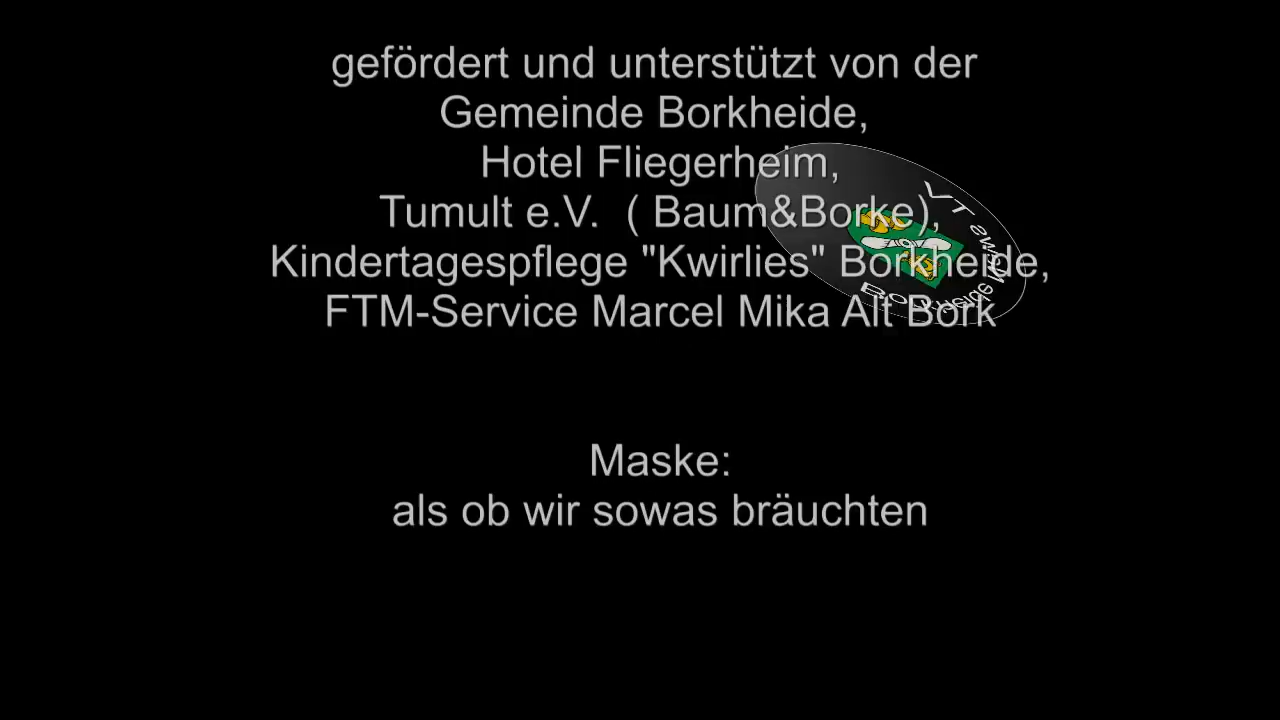 gefördert und unterstützt von der
Gemeinde Borkheide,
Hotel Fliegerheim,
Tumult e.V. ( Baum&Borke),
Kindertagespflege "Kwirlies" Borkheide,
FTM-Service Marcel Mika Alt Bork
Maske:
als ob wir sowas bräuchten
Borkheide